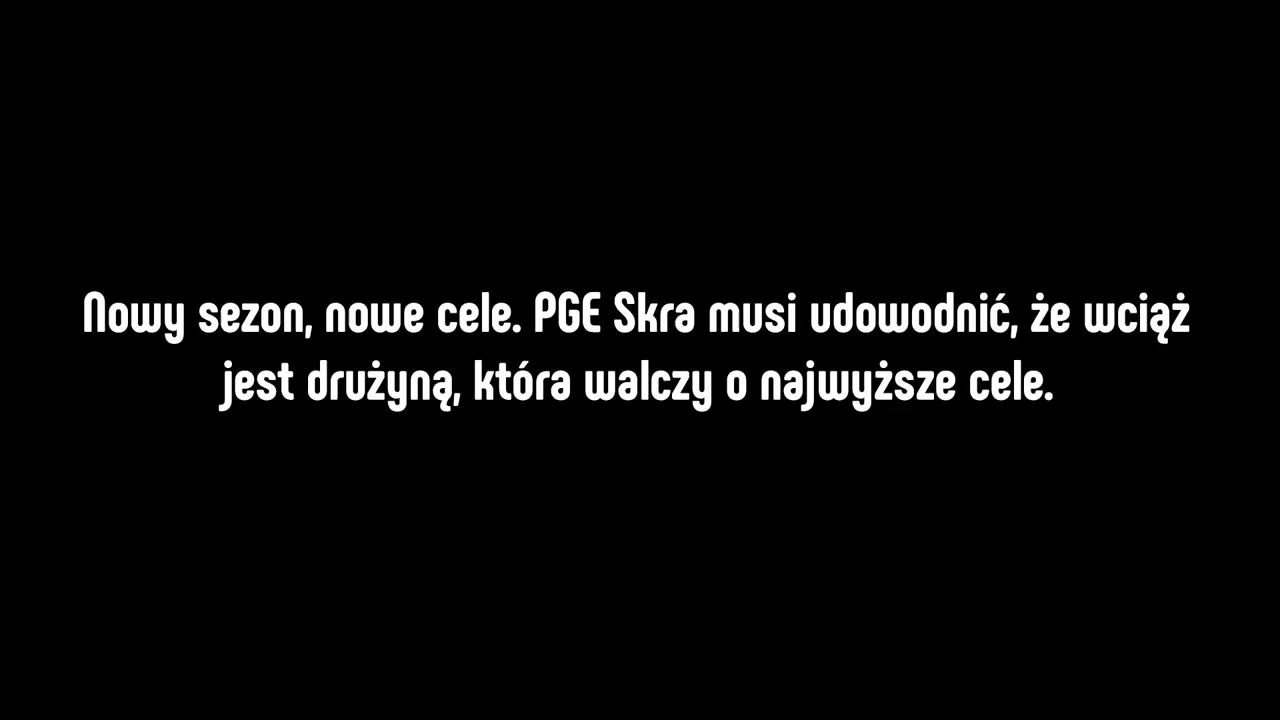 Nowy sezon, nowe cele. PGE Skra musi udowodnić, że wciąż
jest drużyną, która walczy o najwyższe cele.